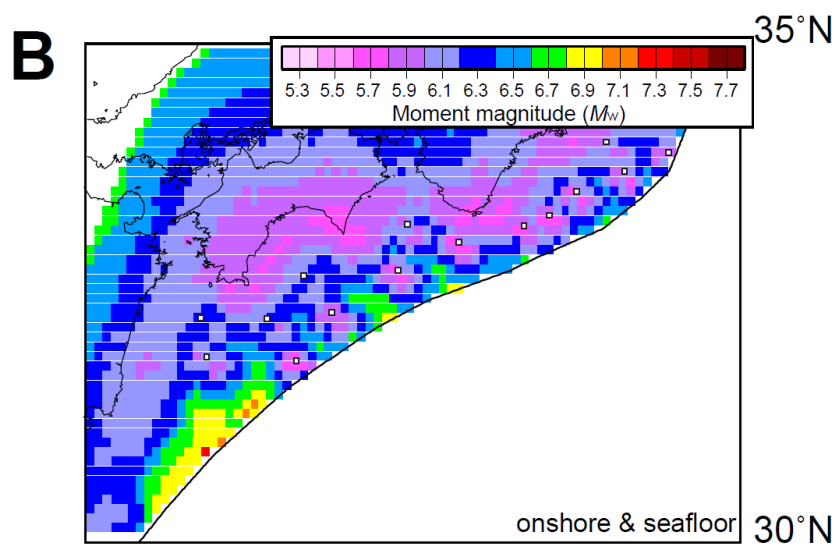 B
35°N
5.3 5.5 5.7 5.9 6.1 6.3 6.5 6.7 6.9 7.1 7.3 7.5 7.7
Moment magnitude (Mw)
onshore & seafloor
30°N